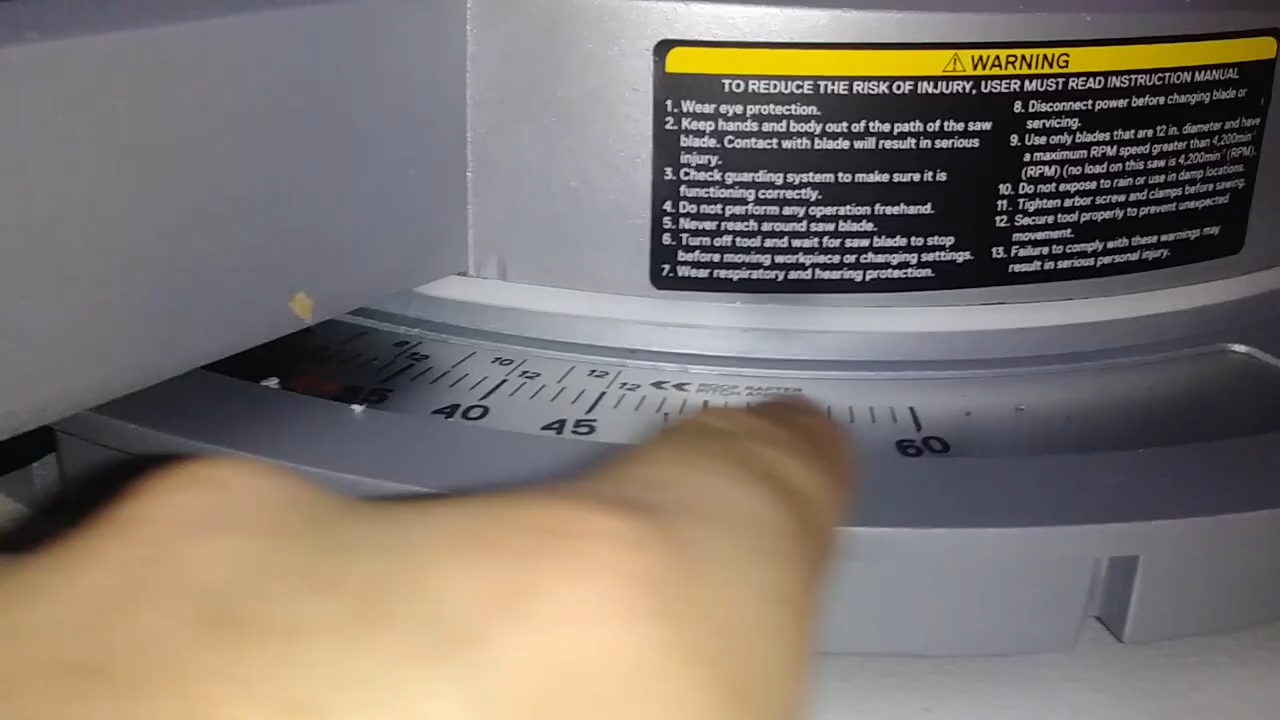 WARNING
TO REDUCE THE RISK OF INJURY, USER MUST READ INSTRUCTION MANUAL
1. Wear eye protection.
2. Keep hands and body out of the path of the saw
blade. Contact with blade will result in serious
injury.
3. Check guarding system to make sure it is
functioning correctly.
4. Do not perform any operation freehand.
5. Never reach around saw blade.
6. Turn off tool and wait for saw blade to stop
before moving workpiece or changing settings.
7. Wear respiratory and hearing protection.
8. Disconnect power before changing blade or
servicing.
9. Use only blades that are 12 in. diameter and have
a maximum RPM speed greater than 4,200min⁻¹
(RPM) (no load on this saw is 4,200min⁻¹ (RPM).
10. Do not expose to rain or use in damp locations.
11. Tighten arbor screw and clamps before sawing.
12. Secure tool properly to prevent unexpected
movement.
13. Failure to comply with these warnings may
result in serious personal injury.
8/12 10/12 12/12
ROOF RAFTER
35 40 45 60